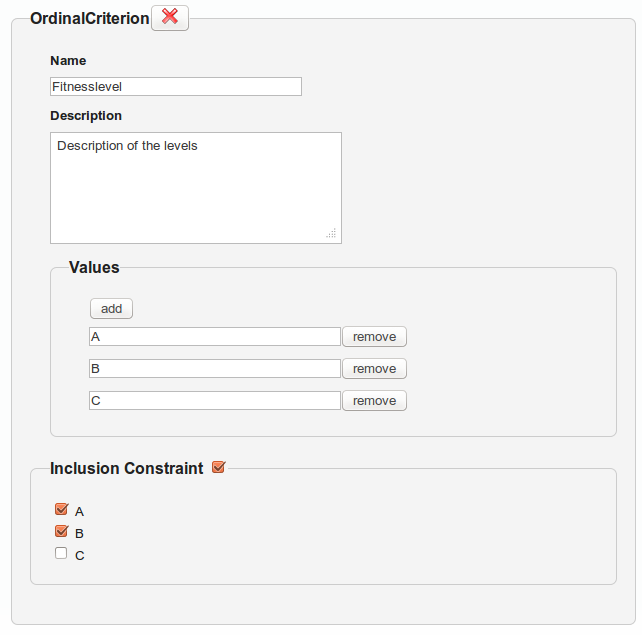 OrdinalCriterion
Name
Fitnesslevel
Description
Description of the levels
Values
add
A remove
B remove
C remove
Inclusion Constraint
A
B
C